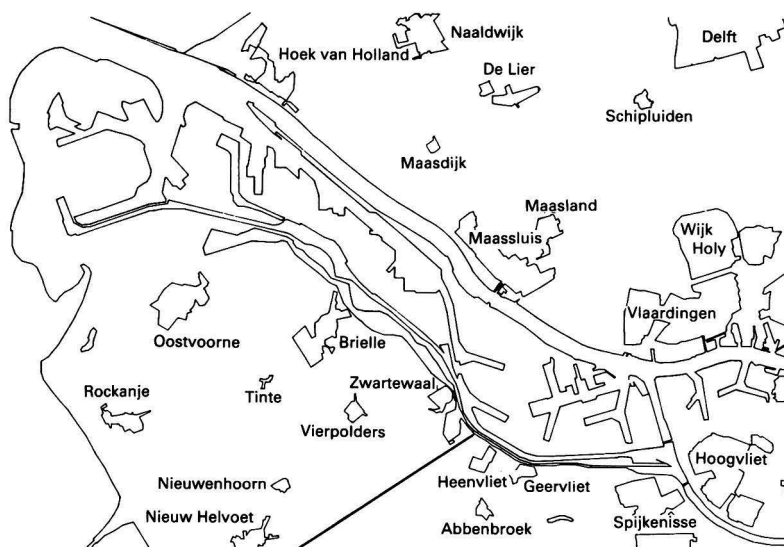 Naaldwijk
Delft
Hoek van Holland
De Lier
Schipluiden
Maasdijk
Maasland
Maassluis
Wijk
Holy
Vlaardingen
Oostvoorne
Brielle
Zwartewaal
Rockanje
Tinte
Vierpolders
Hoogvliet
Nieuwenhoorn
Heenvliet
Geervliet
Nieuw Helvoet
Abbenbroek
Spijkenisse